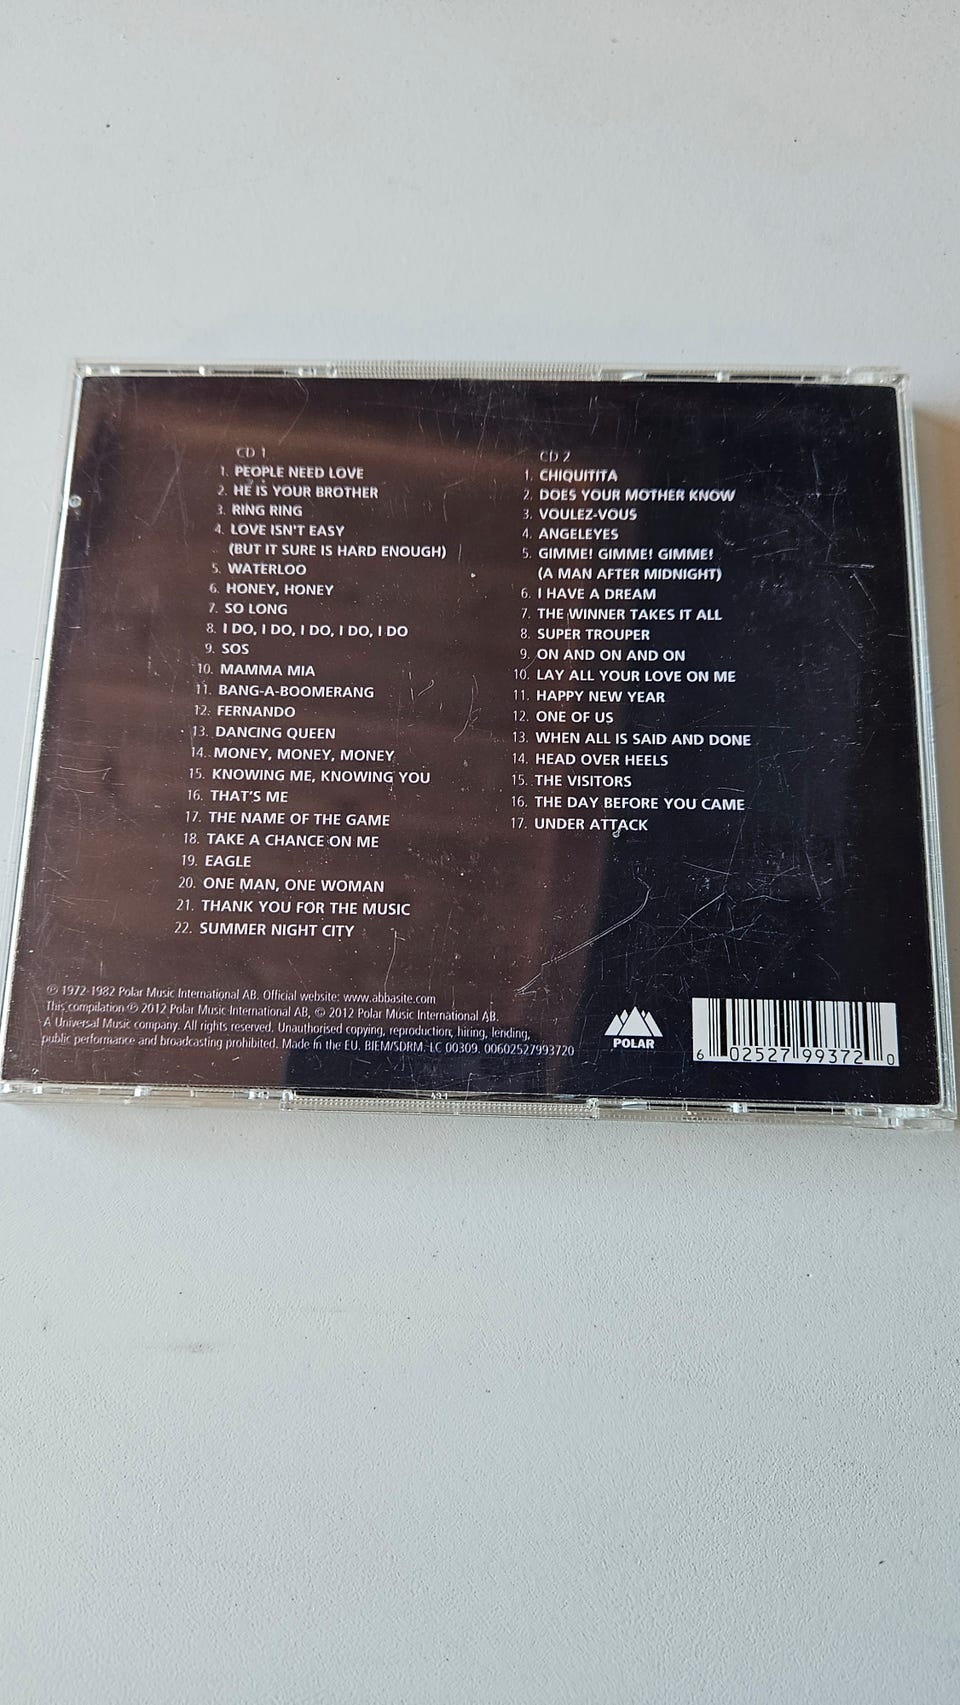 CD 1
1. PEOPLE NEED LOVE
2. HE IS YOUR BROTHER
3. RING RING
4. LOVE ISN'T EASY
(BUT IT SURE IS HARD ENOUGH)
5. WATERLOO
6. HONEY, HONEY
7. SO LONG
8. I DO, I DO, I DO, I DO, I DO
9. SOS
10. MAMMA MIA
11. BANG-A-BOOMERANG
12. FERNANDO
13. DANCING QUEEN
14. MONEY, MONEY, MONEY
15. KNOWING ME, KNOWING YOU
16. THAT'S ME
17. THE NAME OF THE GAME
18. TAKE A CHANCE ON ME
19. EAGLE
20. ONE MAN, ONE WOMAN
21. THANK YOU FOR THE MUSIC
22. SUMMER NIGHT CITY
CD 2
1. CHIQUITITA
2. DOES YOUR MOTHER KNOW
3. VOULEZ-VOUS
4. ANGELEYES
5. GIMME! GIMME! GIMME!
(A MAN AFTER MIDNIGHT)
6. I HAVE A DREAM
7. THE WINNER TAKES IT ALL
8. SUPER TROUPER
9. ON AND ON AND ON
10. LAY ALL YOUR LOVE ON ME
11. HAPPY NEW YEAR
12. ONE OF US
13. WHEN ALL IS SAID AND DONE
14. HEAD OVER HEELS
15. THE VISITORS
16. THE DAY BEFORE YOU CAME
17. UNDER ATTACK
℗ 1972-1982 Polar Music International AB. Official website: www.abbasite.com
This compilation ℗ 2012 Polar Music International AB, © 2012 Polar Music International AB.
A Universal Music company. All rights reserved. Unauthorised copying, reproduction, hiring, lending,
public performance and broadcasting prohibited. Made in the EU. BIEM/SDRM. LC 00309. 00602527993720
POLAR
6 02527 99372 0